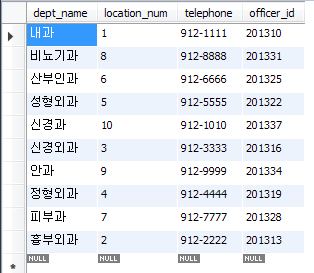 dept_name location_num telephone officer_id
내과 1 912-1111 201310
비뇨기과 8 912-8888 201331
산부인과 6 912-6666 201325
성형외과 5 912-5555 201322
신경과 10 912-1010 201337
신경외과 3 912-3333 201316
안과 9 912-9999 201334
정형외과 4 912-4444 201319
피부과 7 912-7777 201328
흉부외과 2 912-2222 201313
NULL NULL NULL NULL